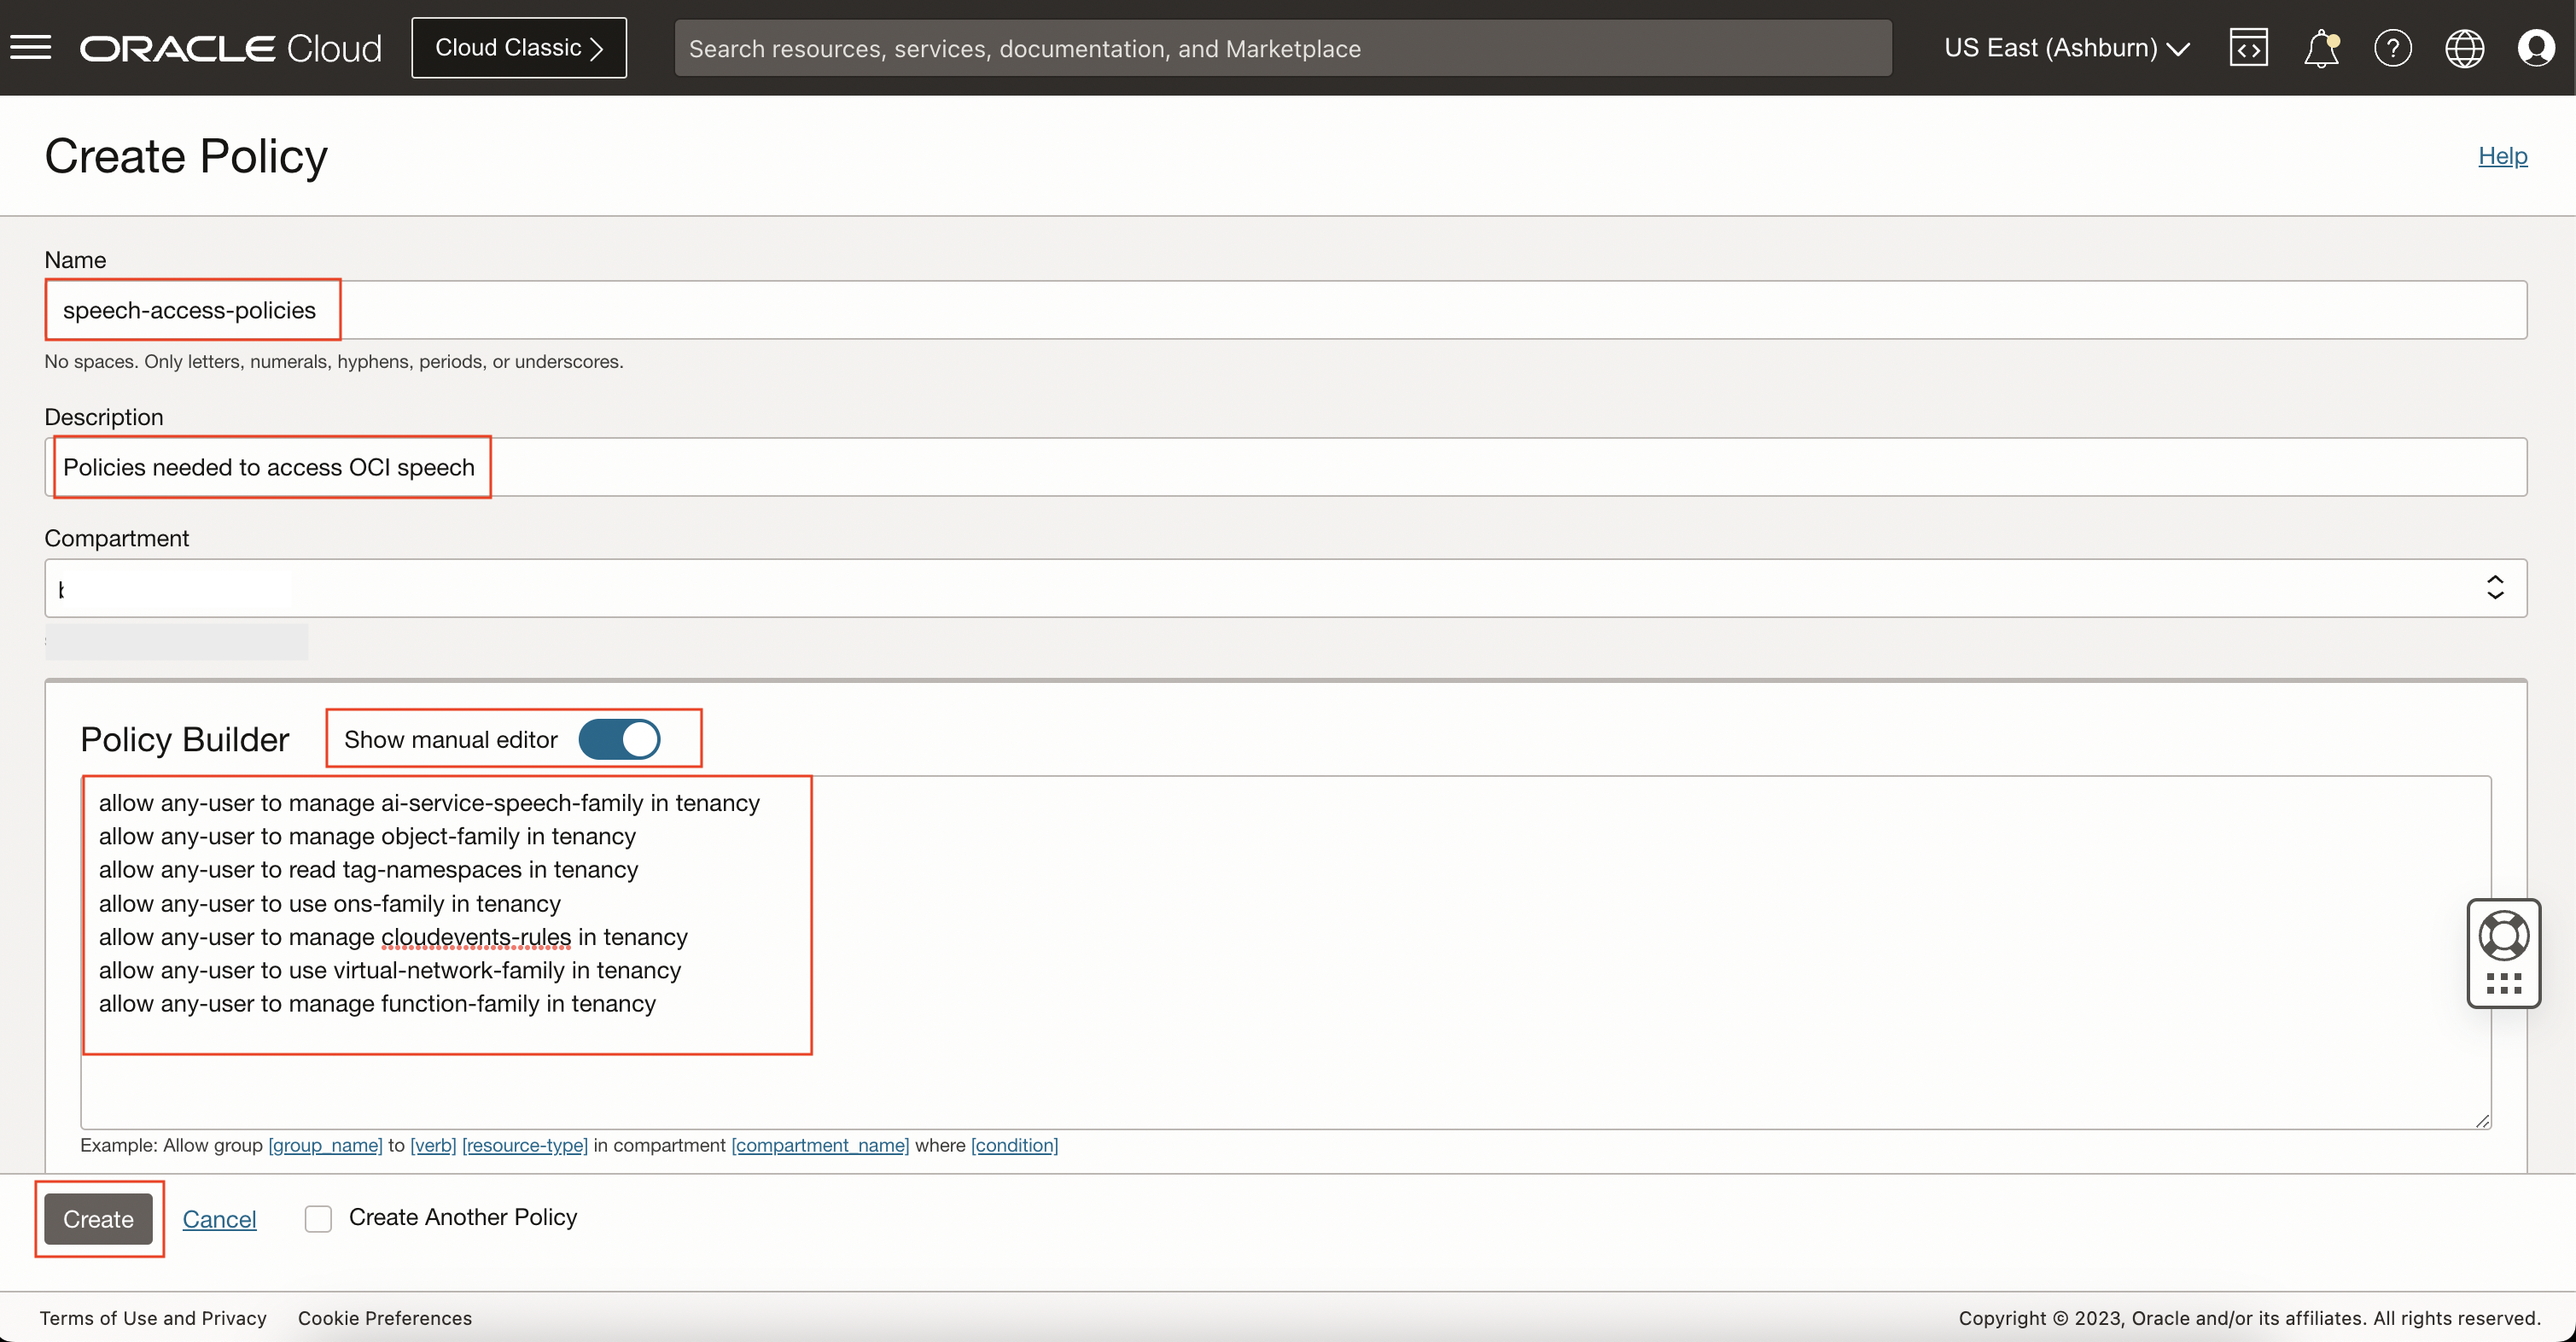 ORACLE Cloud
Cloud Classic
Search resources, services, documentation, and Marketplace
US East (Ashburn)
Create Policy
Help
Name
speech-access-policies
No spaces. Only letters, numerals, hyphens, periods, or underscores.
Description
Policies needed to access OCI speech
Compartment
Policy Builder
Show manual editor
allow any-user to manage ai-service-speech-family in tenancy
allow any-user to manage object-family in tenancy
allow any-user to read tag-namespaces in tenancy
allow any-user to use ons-family in tenancy
allow any-user to manage cloudevents-rules in tenancy
allow any-user to use virtual-network-family in tenancy
allow any-user to manage function-family in tenancy
Example: Allow group [group_name] to [verb] [resource-type] in compartment [compartment_name] where [condition]
Create
Cancel
Create Another Policy
Terms of Use and Privacy
Cookie Preferences
Copyright © 2023, Oracle and/or its affiliates. All rights reserved.